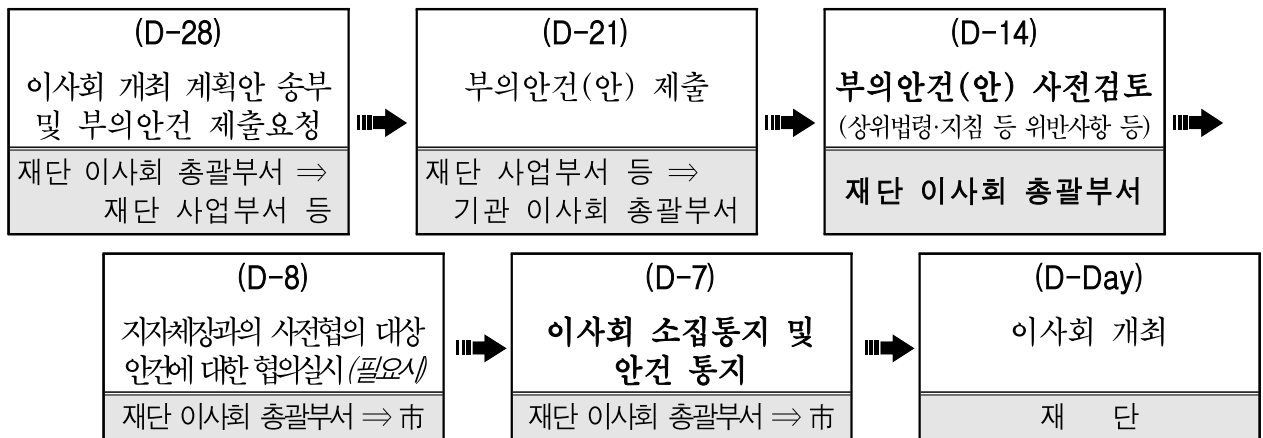 (D-28)
이사회 개최 계획안 송부
및 부의안건 제출요청
재단 이사회 총괄부서 ⇒
재단 사업부서 등
(D-21)
부의안건(안) 제출
재단 사업부서 등 ⇒
기관 이사회 총괄부서
(D-14)
부의안건(안) 사전검토
(상위법령·지침 등 위반사항 등)
재단 이사회 총괄부서
(D-8)
지자체장과의 사전협의 대상
안건에 대한 협의실시 (필요시)
재단 이사회 총괄부서 ⇒ 市
(D-7)
이사회 소집통지 및
안건 통지
재단 이사회 총괄부서 ⇒ 市
(D-Day)
이사회 개최
재 단